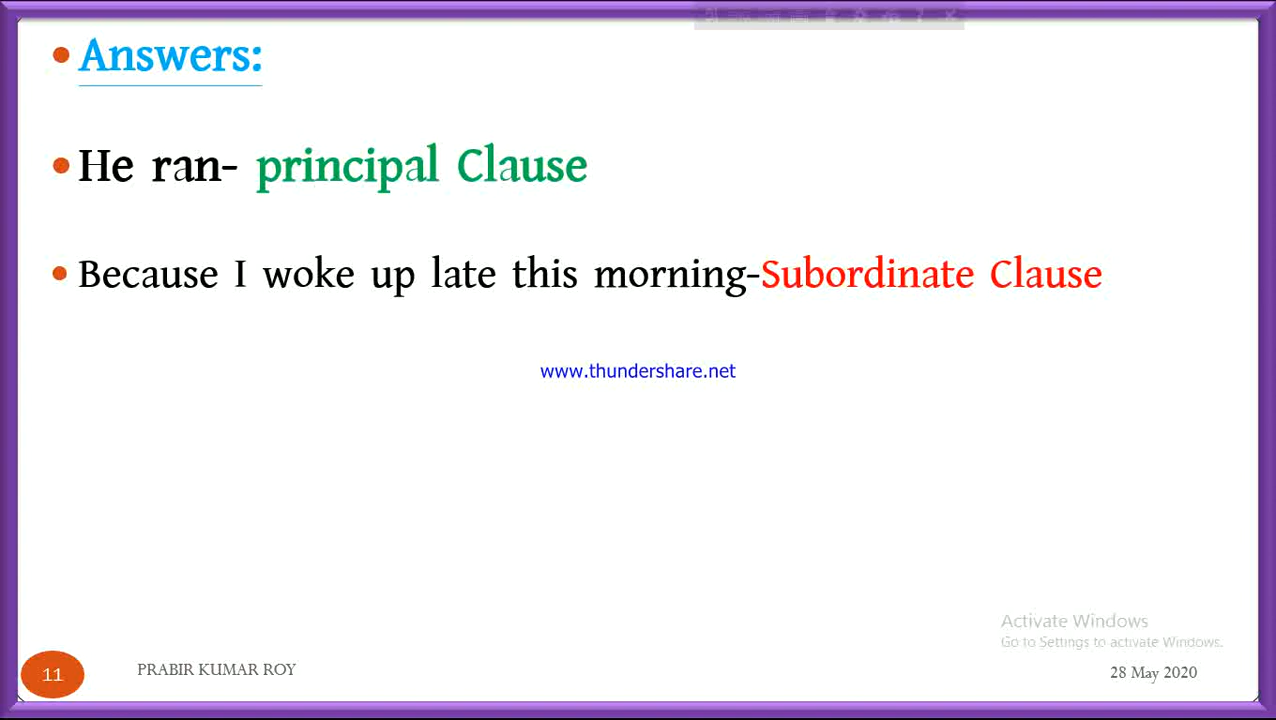 Answers:
He ran- principal Clause
Because I woke up late this morning-Subordinate Clause
www.thundershare.net
Activate Windows
Go to Settings to activate Windows.
11
PRABIR KUMAR ROY
28 May 2020